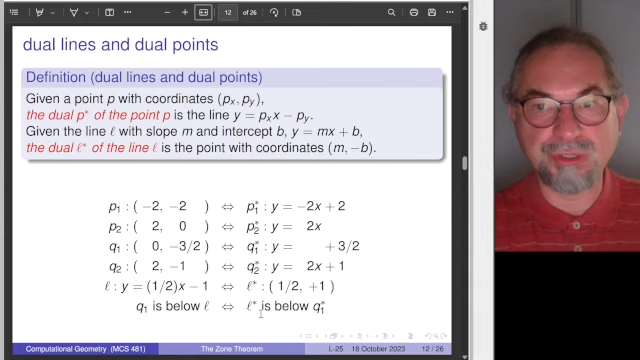 12 of 26
dual lines and dual points
Definition (dual lines and dual points)
Given a point p with coordinates (pₓ, p_y),
the dual p* of the point p is the line y = pₓx − p_y.
Given the line ℓ with slope m and intercept b, y = mx + b,
the dual ℓ* of the line ℓ is the point with coordinates (m, −b).
p₁ : ( −2, −2 ) ⇔ p₁* : y = −2x + 2
p₂ : ( 2, 0 ) ⇔ p₂* : y = 2x
q₁ : ( 0, −3/2 ) ⇔ q₁* : y = + 3/2
q₂ : ( 2, −1 ) ⇔ q₂* : y = 2x + 1
ℓ : y = (1/2)x − 1 ⇔ ℓ* : ( 1/2, +1 )
q₁ is below ℓ ⇔ ℓ* is below q₁*
Computational Geometry (MCS 481) The Zone Theorem L-25 18 October 2023 12 / 26